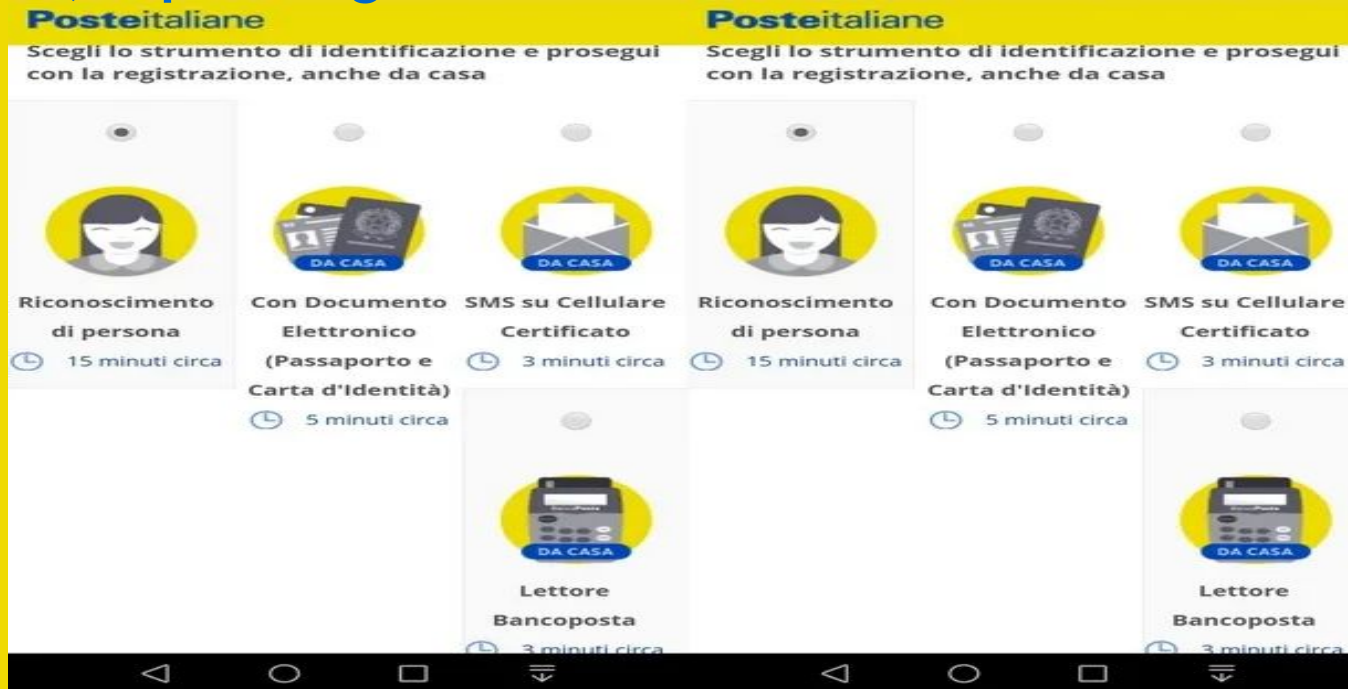 Posteitaliane
Scegli lo strumento di identificazione e prosegui
con la registrazione, anche da casa
DA CASA
DA CASA
Riconoscimento
di persona
15 minuti circa
Con Documento
Elettronico
(Passaporto e
Carta d'Identità)
5 minuti circa
SMS su Cellulare
Certificato
3 minuti circa
DA CASA
Lettore
Bancoposta
3 minuti circa
Posteitaliane
Scegli lo strumento di identificazione e prosegui
con la registrazione, anche da casa
DA CASA
DA CASA
Riconoscimento
di persona
15 minuti circa
Con Documento
Elettronico
(Passaporto e
Carta d'Identità)
5 minuti circa
SMS su Cellulare
Certificato
3 minuti circa
DA CASA
Lettore
Bancoposta
3 minuti circa